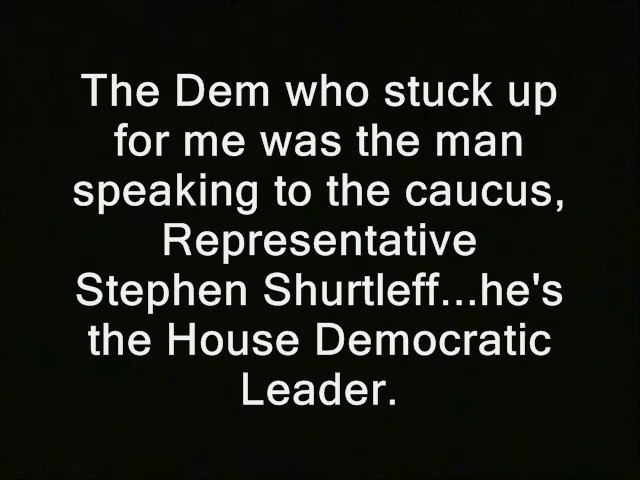 The Dem who stuck up
for me was the man
speaking to the caucus,
Representative
Stephen Shurtleff...he's
the House Democratic
Leader.